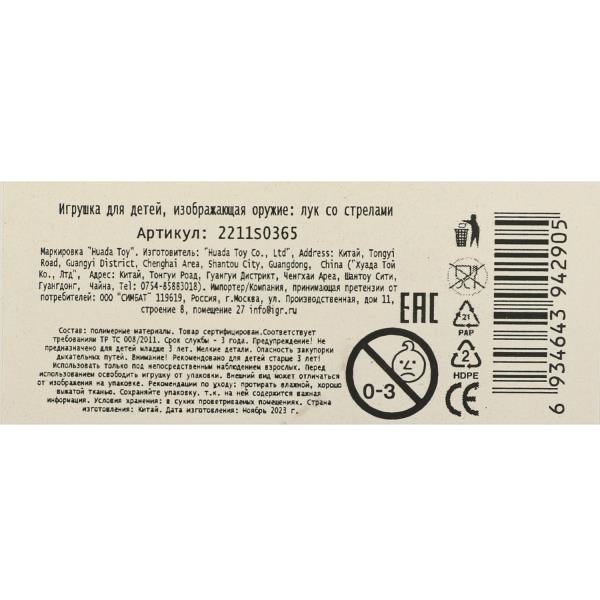 Игрушка для детей, изображающая оружие: лук со стрелами
Артикул: 2211S0365
Маркировка "Huada Toy". Изготовитель: "Huada Toy Co., Ltd", Address: Китай, Tongyi
Road, Guangyi District, Chenghai Area, Shantou City, Guangdong, China ("Хуада Той
Ко., Лтд", Адрес: Китай, Тонгуи Роад, Гуангуи Дистрикт, Ченгхаи Ареа, Шантоу Сити,
Гуангдонг, Чайна, Tel: 0754-85883018). Импортер/Компания, принимающая претензии от
потребителей: ООО "СИМБАТ" 119619, Россия, г.Москва, ул. Производственная, дом 11,
строение 8, помещение 27 info@igr.ru
Состав: полимерные материалы. Товар сертифицирован.Соответствует
требованиям ТР ТС 008/2011. Срок службы - 3 года. Предупреждение! Не
предназначено для детей младше 3 лет. Мелкие детали. Опасность закупорки
дыхательных путей. Внимание! Рекомендовано для детей старше 3 лет!
Использовать только под непосредственным наблюдением взрослых. Перед
использованием освободить игрушку от упаковки. Внешний вид может отличаться
от изображения на упаковке. Рекомендации по уходу: протирать влажной, хорошо
выжатой тканью. Сохраняйте упаковку, т.к. на ней содержится важная
информация. Условия хранения: в сухих проветриваемых помещениях. Страна
изготовления: Китай. Дата изготовления: Ноябрь 2023 г.
EAC
0-3
21
PAP
2
HDPE
CE
6 934643 942905